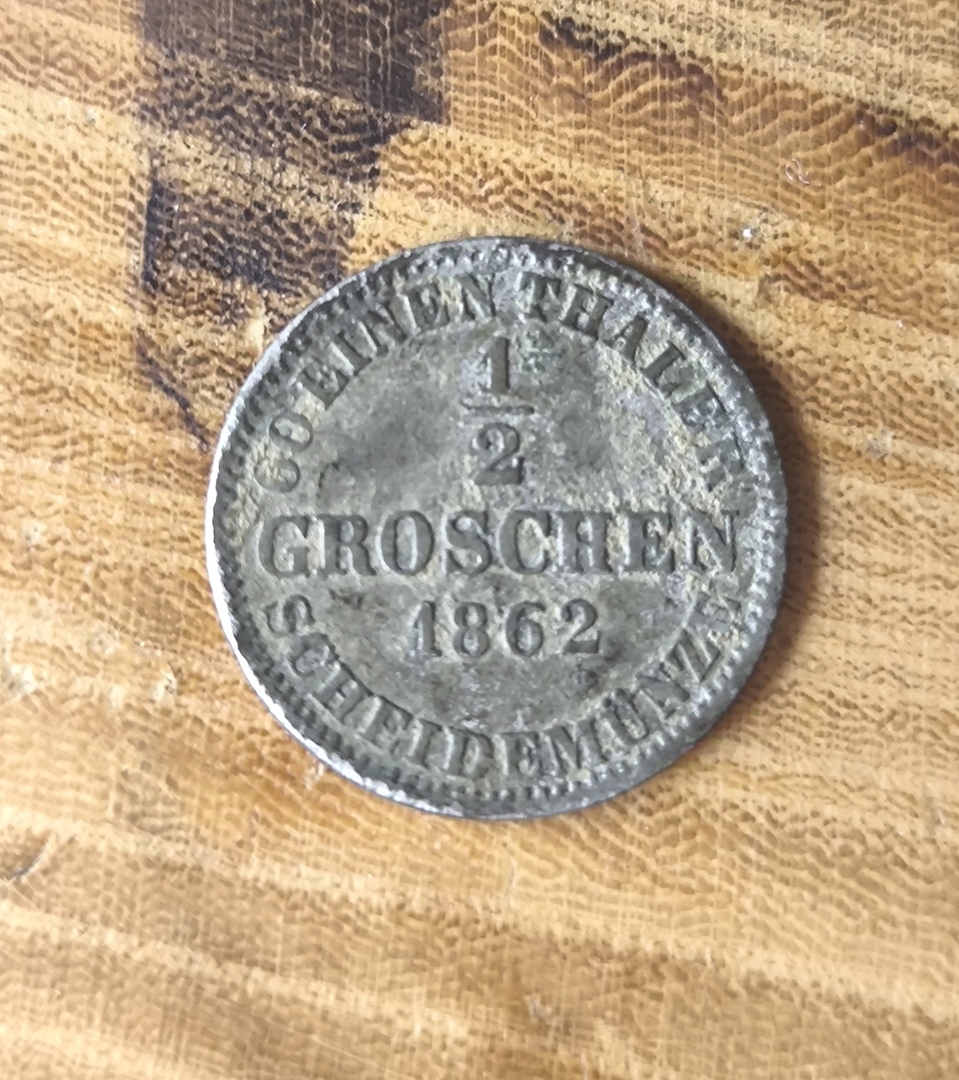 60 EINEN THALER
1
2
GROSCHEN
1862
SCHEIDEMÜNZE